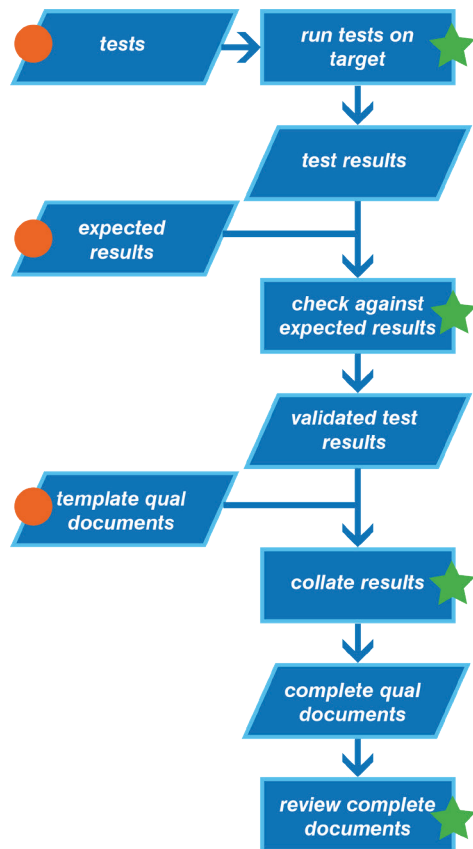 tests
run tests on
target
test results
expected
results
check against
expected results
validated test
results
template qual
documents
collate results
complete qual
documents
review complete
documents